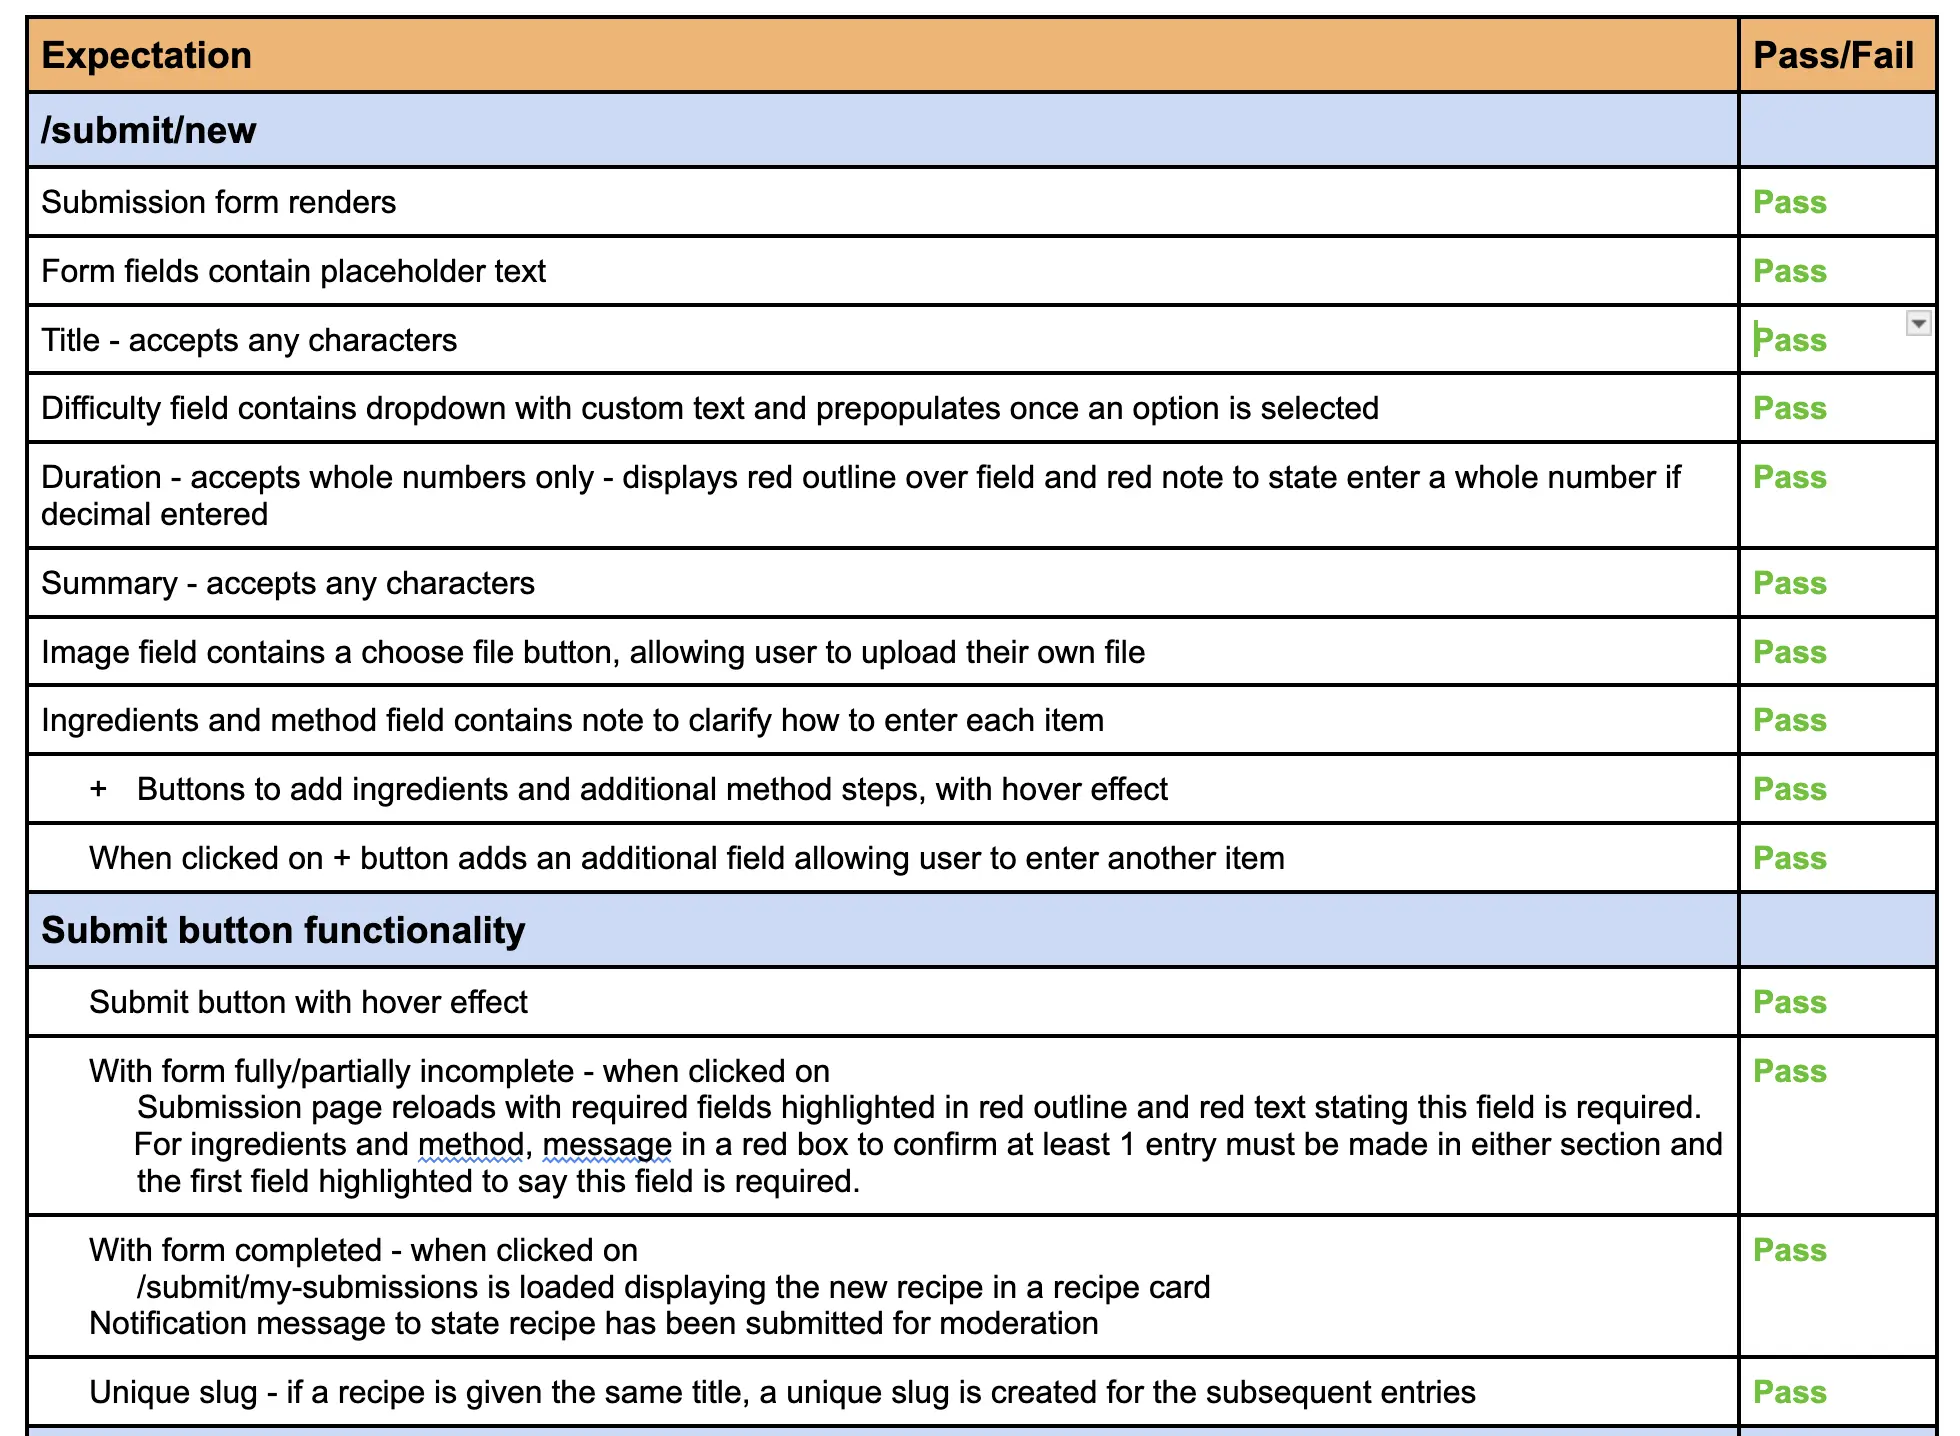 Expectation Pass/Fail
/submit/new
Submission form renders Pass
Form fields contain placeholder text Pass
Title - accepts any characters Pass
Difficulty field contains dropdown with custom text and prepopulates once an option is selected Pass
Duration - accepts whole numbers only - displays red outline over field and red note to state enter a whole number if Pass
decimal entered
Summary - accepts any characters Pass
Image field contains a choose file button, allowing user to upload their own file Pass
Ingredients and method field contains note to clarify how to enter each item Pass
+ Buttons to add ingredients and additional method steps, with hover effect Pass
When clicked on + button adds an additional field allowing user to enter another item Pass
Submit button functionality
Submit button with hover effect Pass
With form fully/partially incomplete - when clicked on Pass
Submission page reloads with required fields highlighted in red outline and red text stating this field is required.
For ingredients and method, message in a red box to confirm at least 1 entry must be made in either section and
the first field highlighted to say this field is required.
With form completed - when clicked on Pass
/submit/my-submissions is loaded displaying the new recipe in a recipe card
Notification message to state recipe has been submitted for moderation
Unique slug - if a recipe is given the same title, a unique slug is created for the subsequent entries Pass